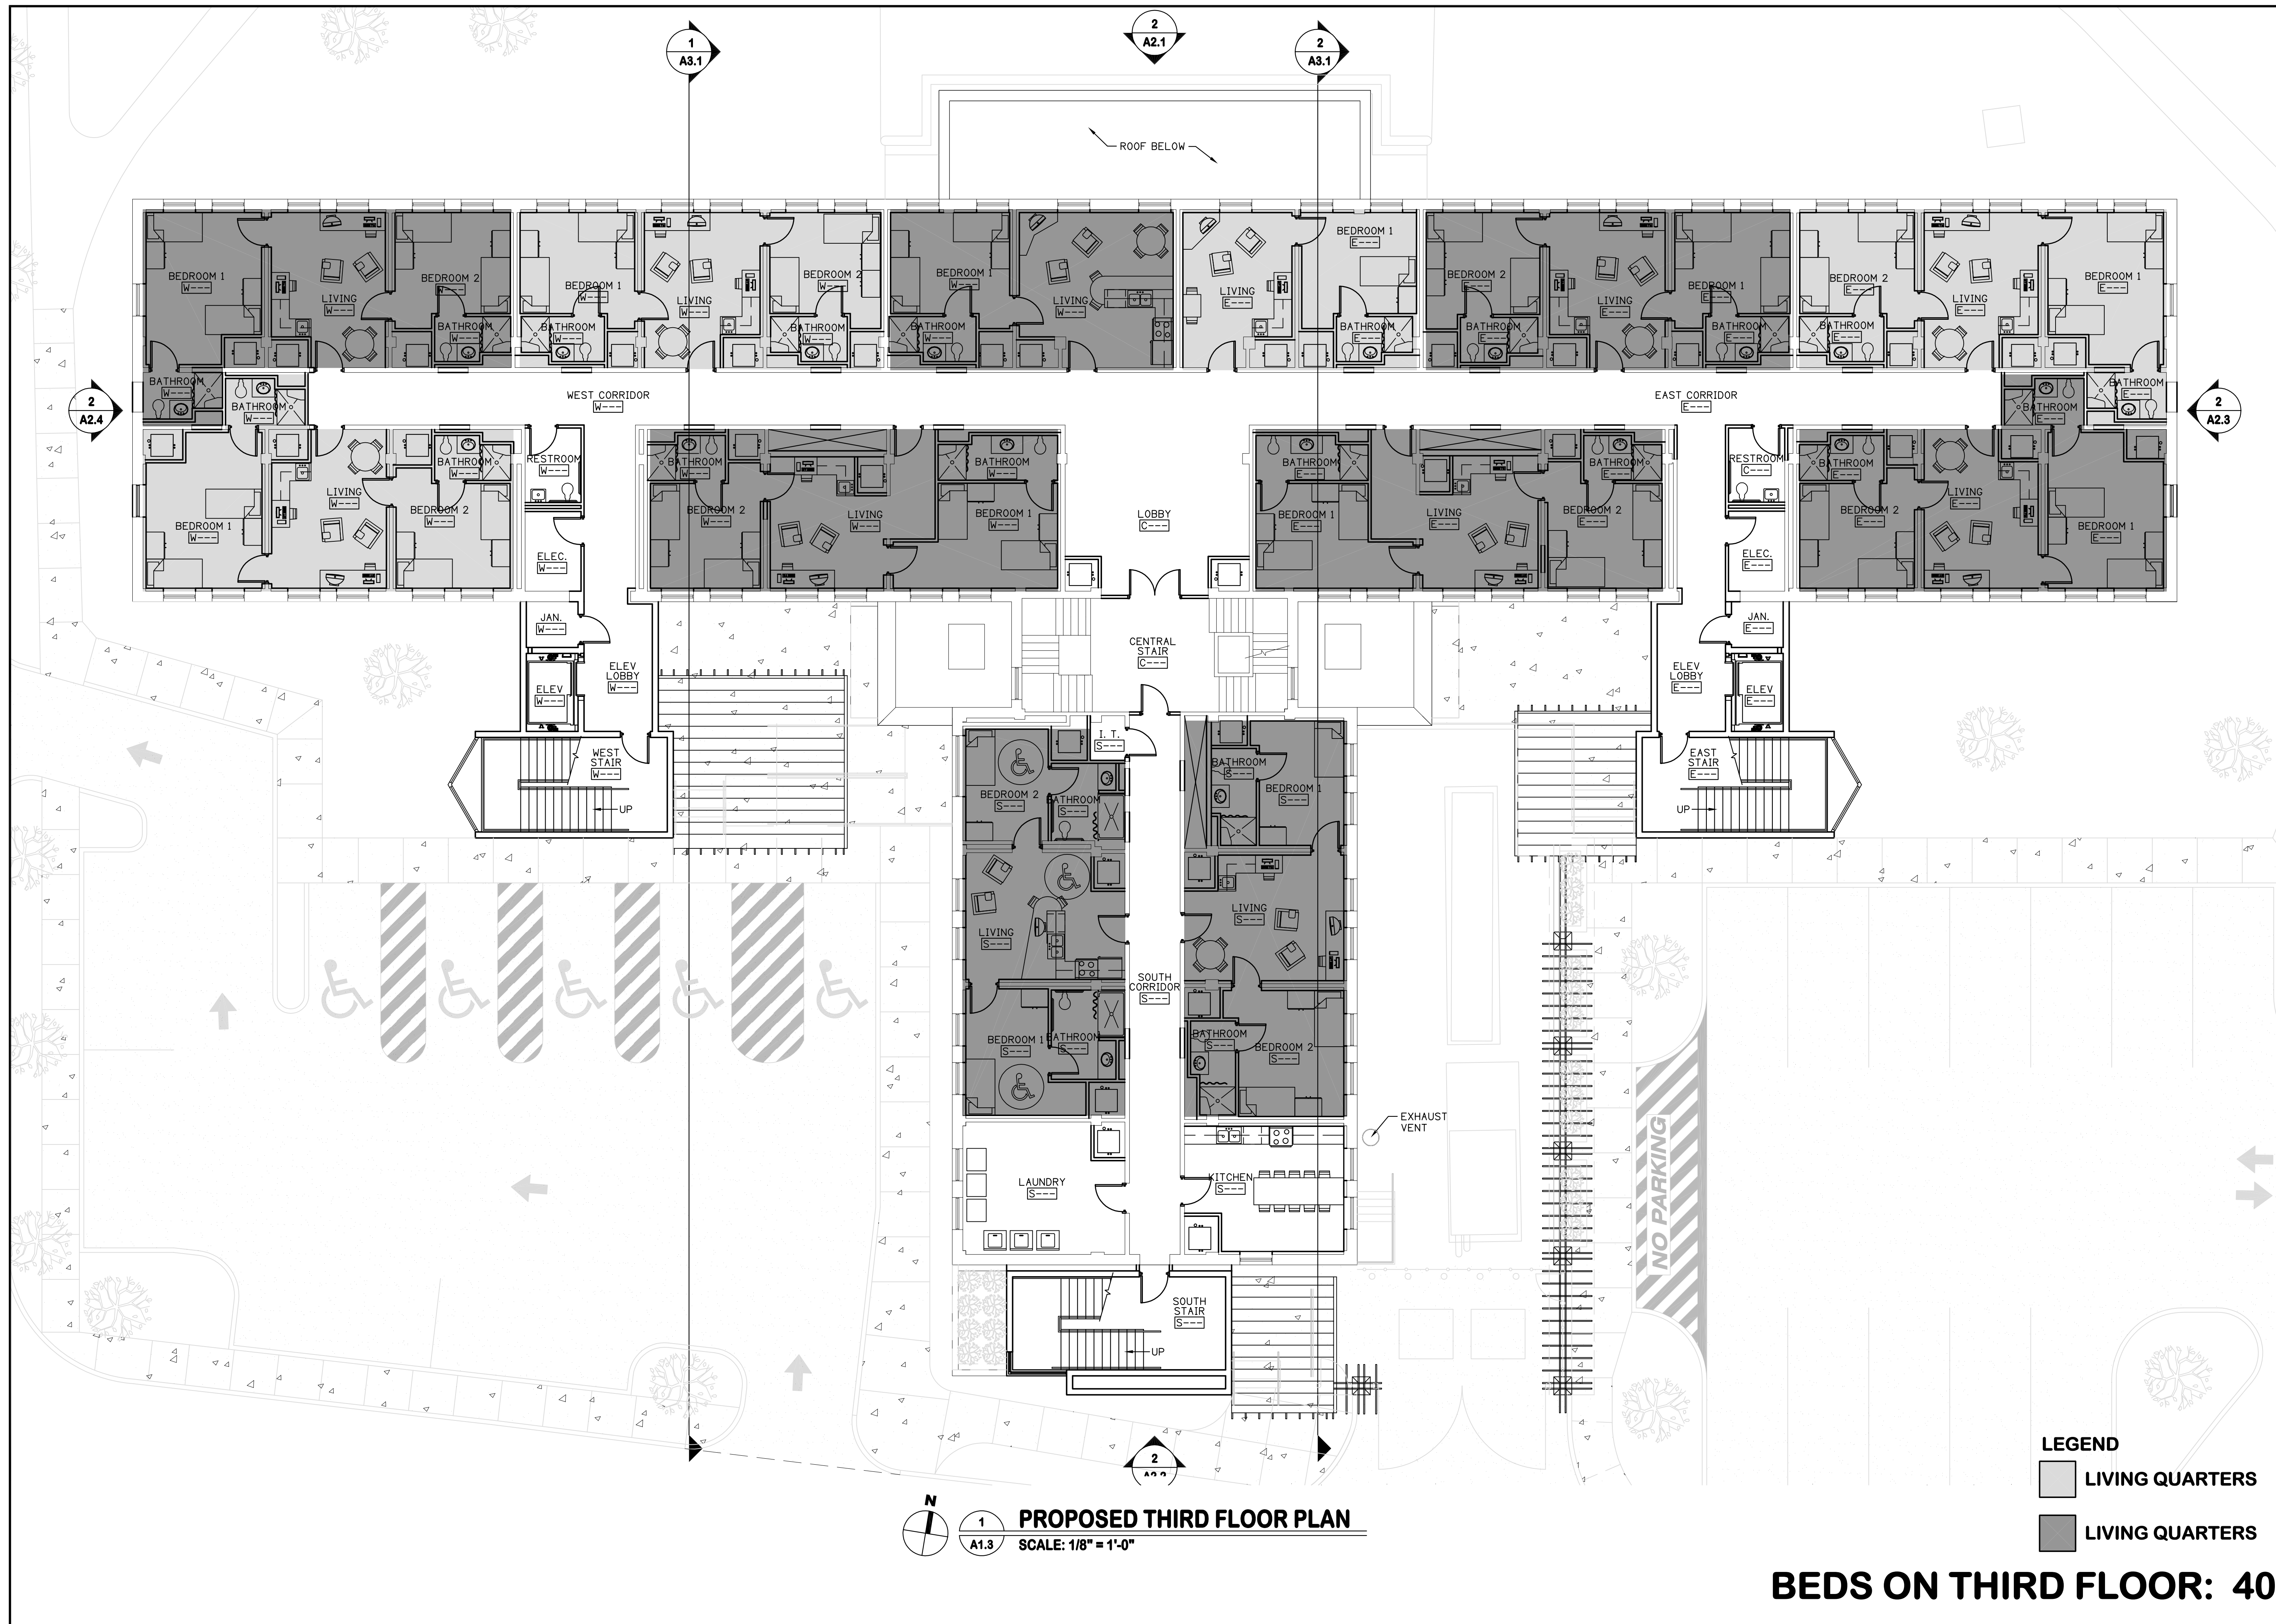 1
A3.1
2
A2.1
2
A3.1
ROOF BELOW
BEDROOM 1
W---
LIVING
W---
BEDROOM 2
W---
BATHROOM
W---
BEDROOM 1
W---
BATHROOM
W---
LIVING
W---
BEDROOM 2
W---
BATHROOM
W---
BEDROOM 1
W---
BATHROOM
W---
LIVING
W---
LIVING
E---
BEDROOM 1
E---
BATHROOM
E---
BEDROOM 2
E---
BATHROOM
E---
LIVING
E---
BEDROOM 1
E---
BATHROOM
E---
BEDROOM 2
E---
BATHROOM
E---
LIVING
E---
BEDROOM 1
E---
BATHROOM
W---
BATHROOM
W---
WEST CORRIDOR
W---
EAST CORRIDOR
E---
BATHROOM
E---
BATHROOM
E---
2
A2.4
2
A2.3
BEDROOM 1
W---
LIVING
W---
BATHROOM
W---
BEDROOM 2
W---
RESTROOM
W---
ELEC.
W---
BATHROOM
W---
BEDROOM 2
W---
LIVING
W---
BATHROOM
W---
BEDROOM 1
W---
LOBBY
C---
BATHROOM
E---
BEDROOM 1
E---
LIVING
E---
BATHROOM
E---
BEDROOM 2
E---
RESTROOM
C---
ELEC.
E---
BATHROOM
E---
BEDROOM 2
E---
LIVING
E---
BEDROOM 1
E---
JAN.
W---
ELEV
LOBBY
W---
ELEV
W---
WEST
STAIR
W---
UP
CENTRAL
STAIR
C---
JAN.
E---
ELEV
LOBBY
E---
ELEV
E---
EAST
STAIR
E---
UP
I. T.
S---
BEDROOM 2
S---
BATHROOM
S---
BATHROOM
S---
BEDROOM 1
S---
LIVING
S---
LIVING
S---
SOUTH
CORRIDOR
S---
BEDROOM 1
S---
BATHROOM
S---
BATHROOM
S---
BEDROOM 2
S---
EXHAUST
VENT
LAUNDRY
S---
KITCHEN
S---
NO PARKING
SOUTH
STAIR
S---
UP
2
A2.2
N
1
A1.3
PROPOSED THIRD FLOOR PLAN
SCALE: 1/8" = 1'-0"
LEGEND
LIVING QUARTERS
LIVING QUARTERS
BEDS ON THIRD FLOOR: 40